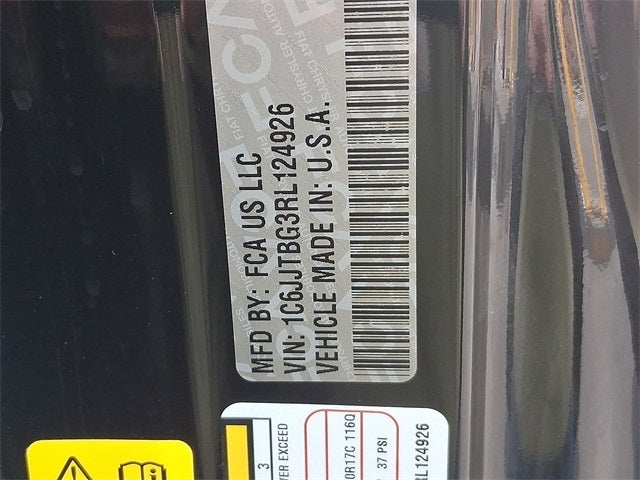 MFD BY: FCA US LLC
VIN: 1C6JJTBG3RL124926
VEHICLE MADE IN: U.S.A.
3
VER EXCEED
0R17C 116Q
37 PSI
RL124926